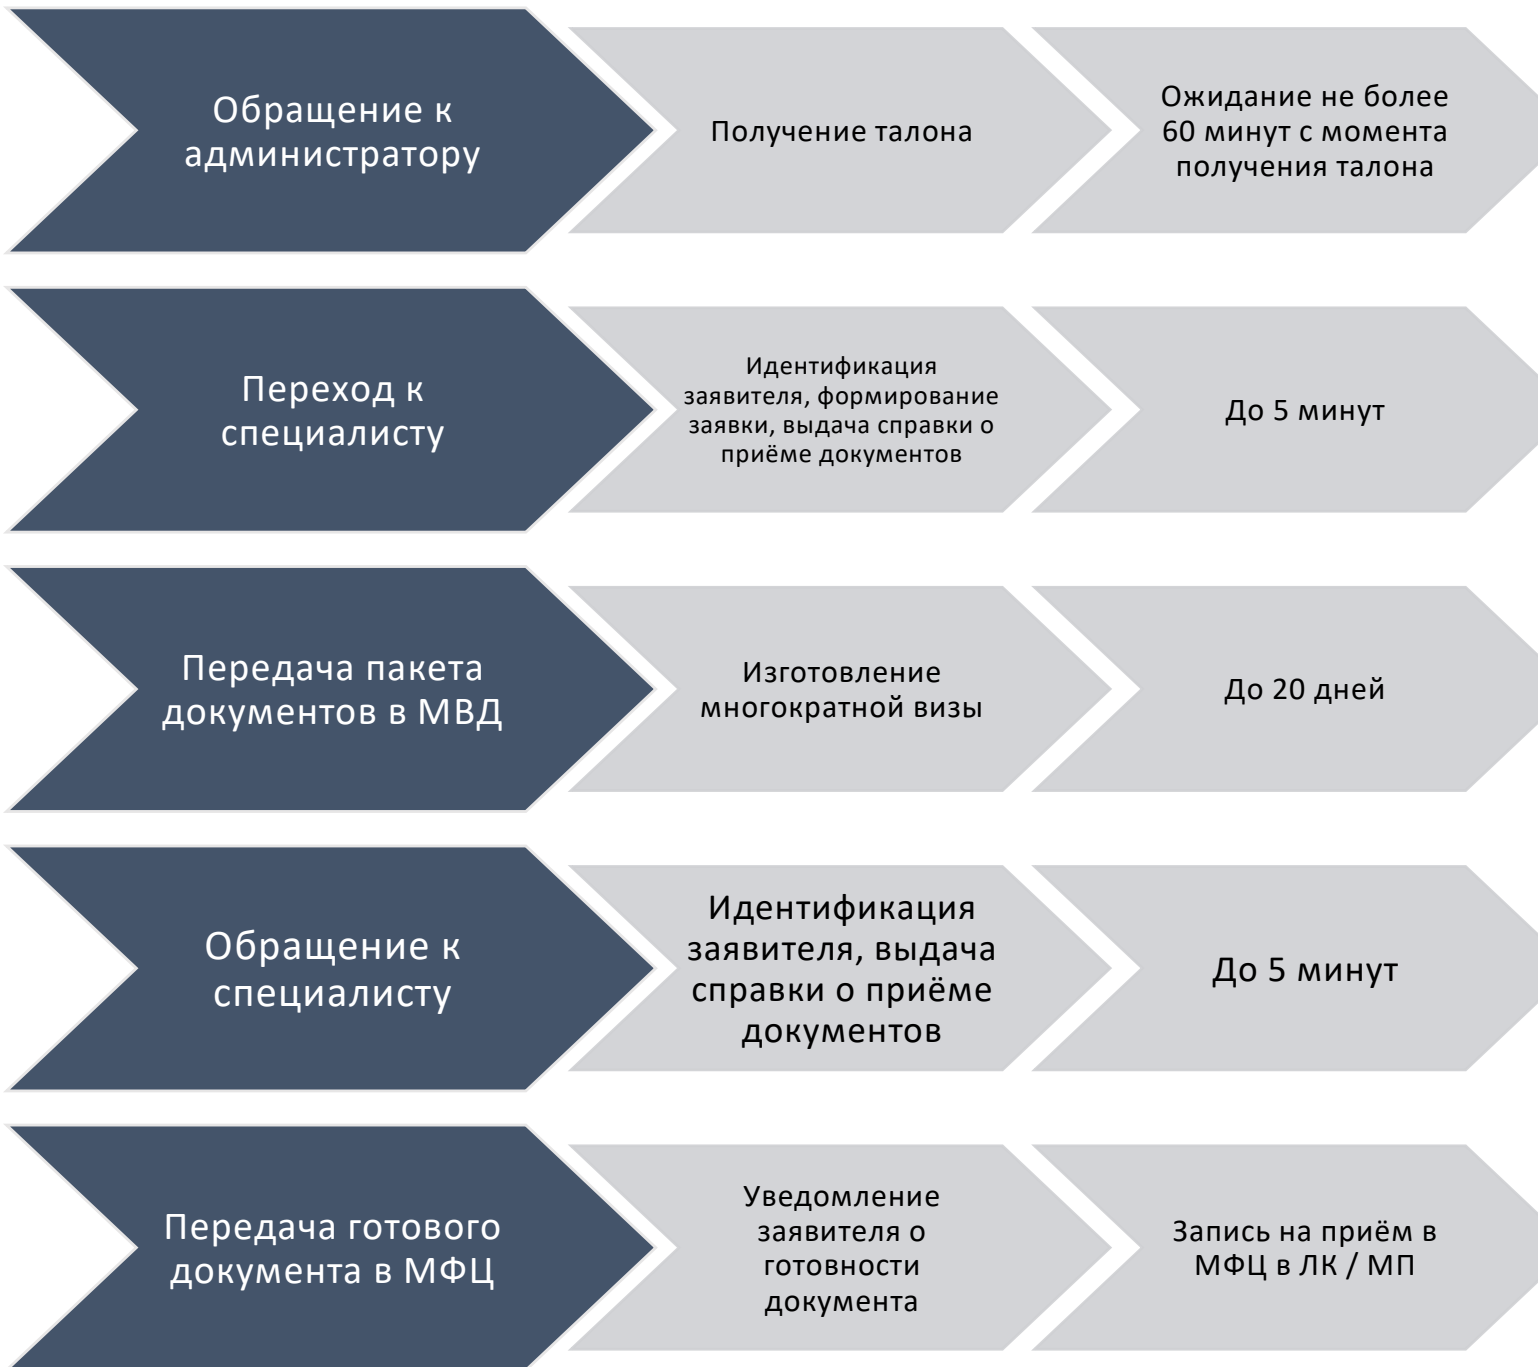 Обращение к
администратору
Получение талона
Ожидание не более
60 минут с момента
получения талона
Переход к
специалисту
Идентификация
заявителя, формирование
заявки, выдача справки о
приёме документов
До 5 минут
Передача пакета
документов в МВД
Изготовление
многократной визы
До 20 дней
Обращение к
специалисту
Идентификация
заявителя, выдача
справки о приёме
документов
До 5 минут
Передача готового
документа в МФЦ
Уведомление
заявителя о
готовности
документа
Запись на приём в
МФЦ в ЛК / МП